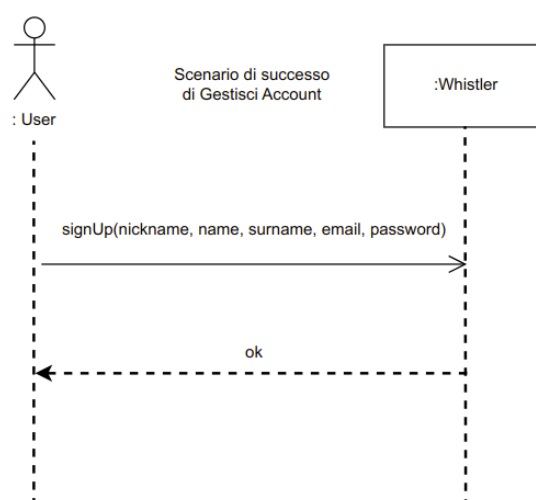 Scenario di successo
di Gestisci Account
:Whistler
: User
signUp(nickname, name, surname, email, password)
ok